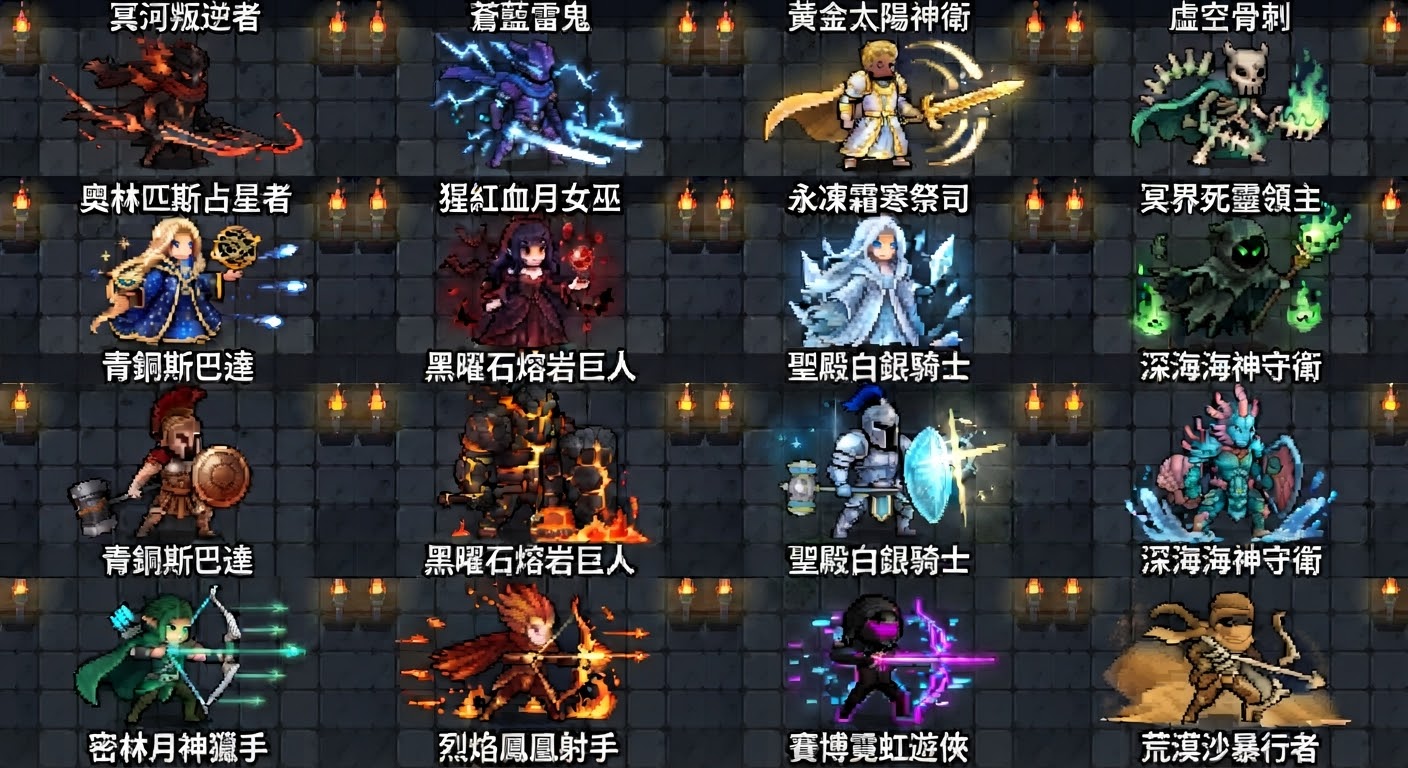 冥河叛逆者
蒼藍雷鬼
黃金太陽神衛
虛空骨刺
奧林匹斯占星者
猩紅血月女巫
永凍霜寒祭司
冥界死靈領主
青銅斯巴達
黑曜石熔岩巨人
聖殿白銀騎士
深海海神守衛
青銅斯巴達
黑曜石熔岩巨人
聖殿白銀騎士
深海海神守衛
密林月神獵手
烈焰鳳凰射手
賽博霓虹遊俠
荒漠沙暴行者